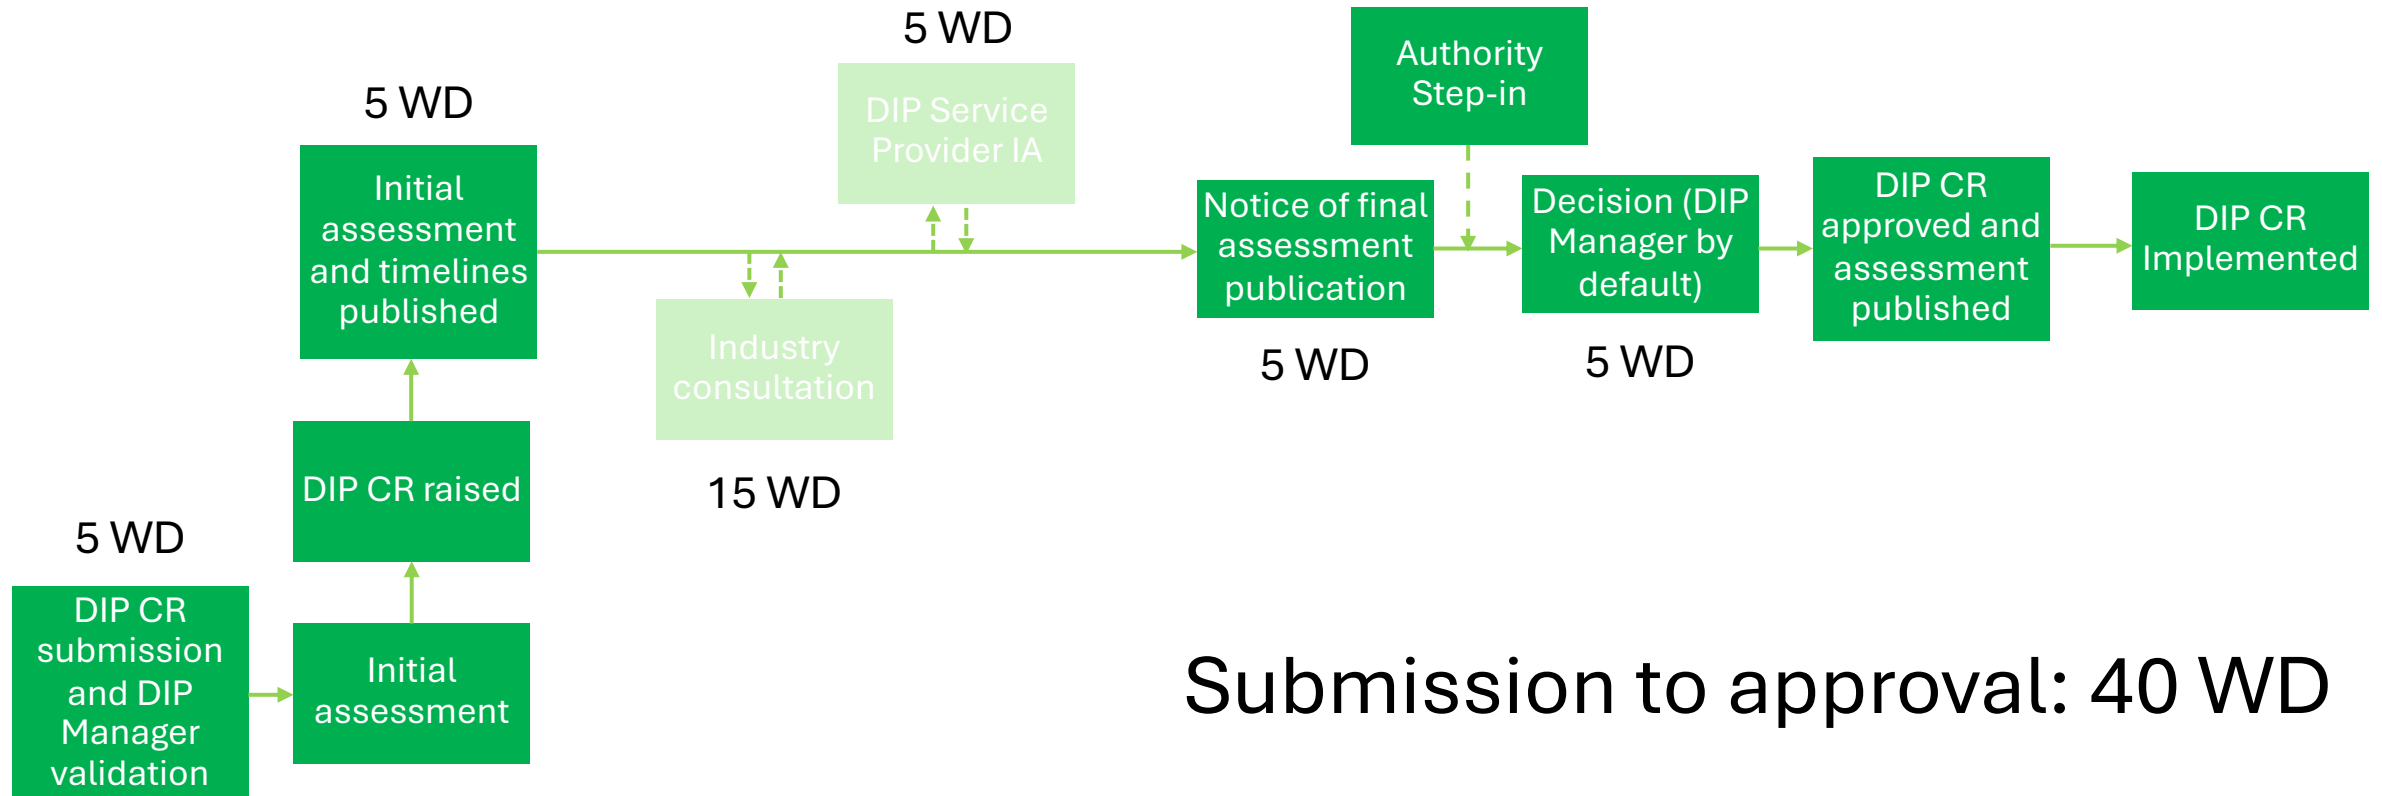 5 WD
DIP CR
submission
and DIP
Manager
validation
Initial
assessment
DIP CR raised
5 WD
Initial
assessment
and timelines
published
Industry
consultation
15 WD
5 WD
DIP Service
Provider IA
Notice of final
assessment
publication
5 WD
Authority
Step-in
Decision (DIP
Manager by
default)
5 WD
DIP CR
approved and
assessment
published
DIP CR
Implemented
Submission to approval: 40 WD